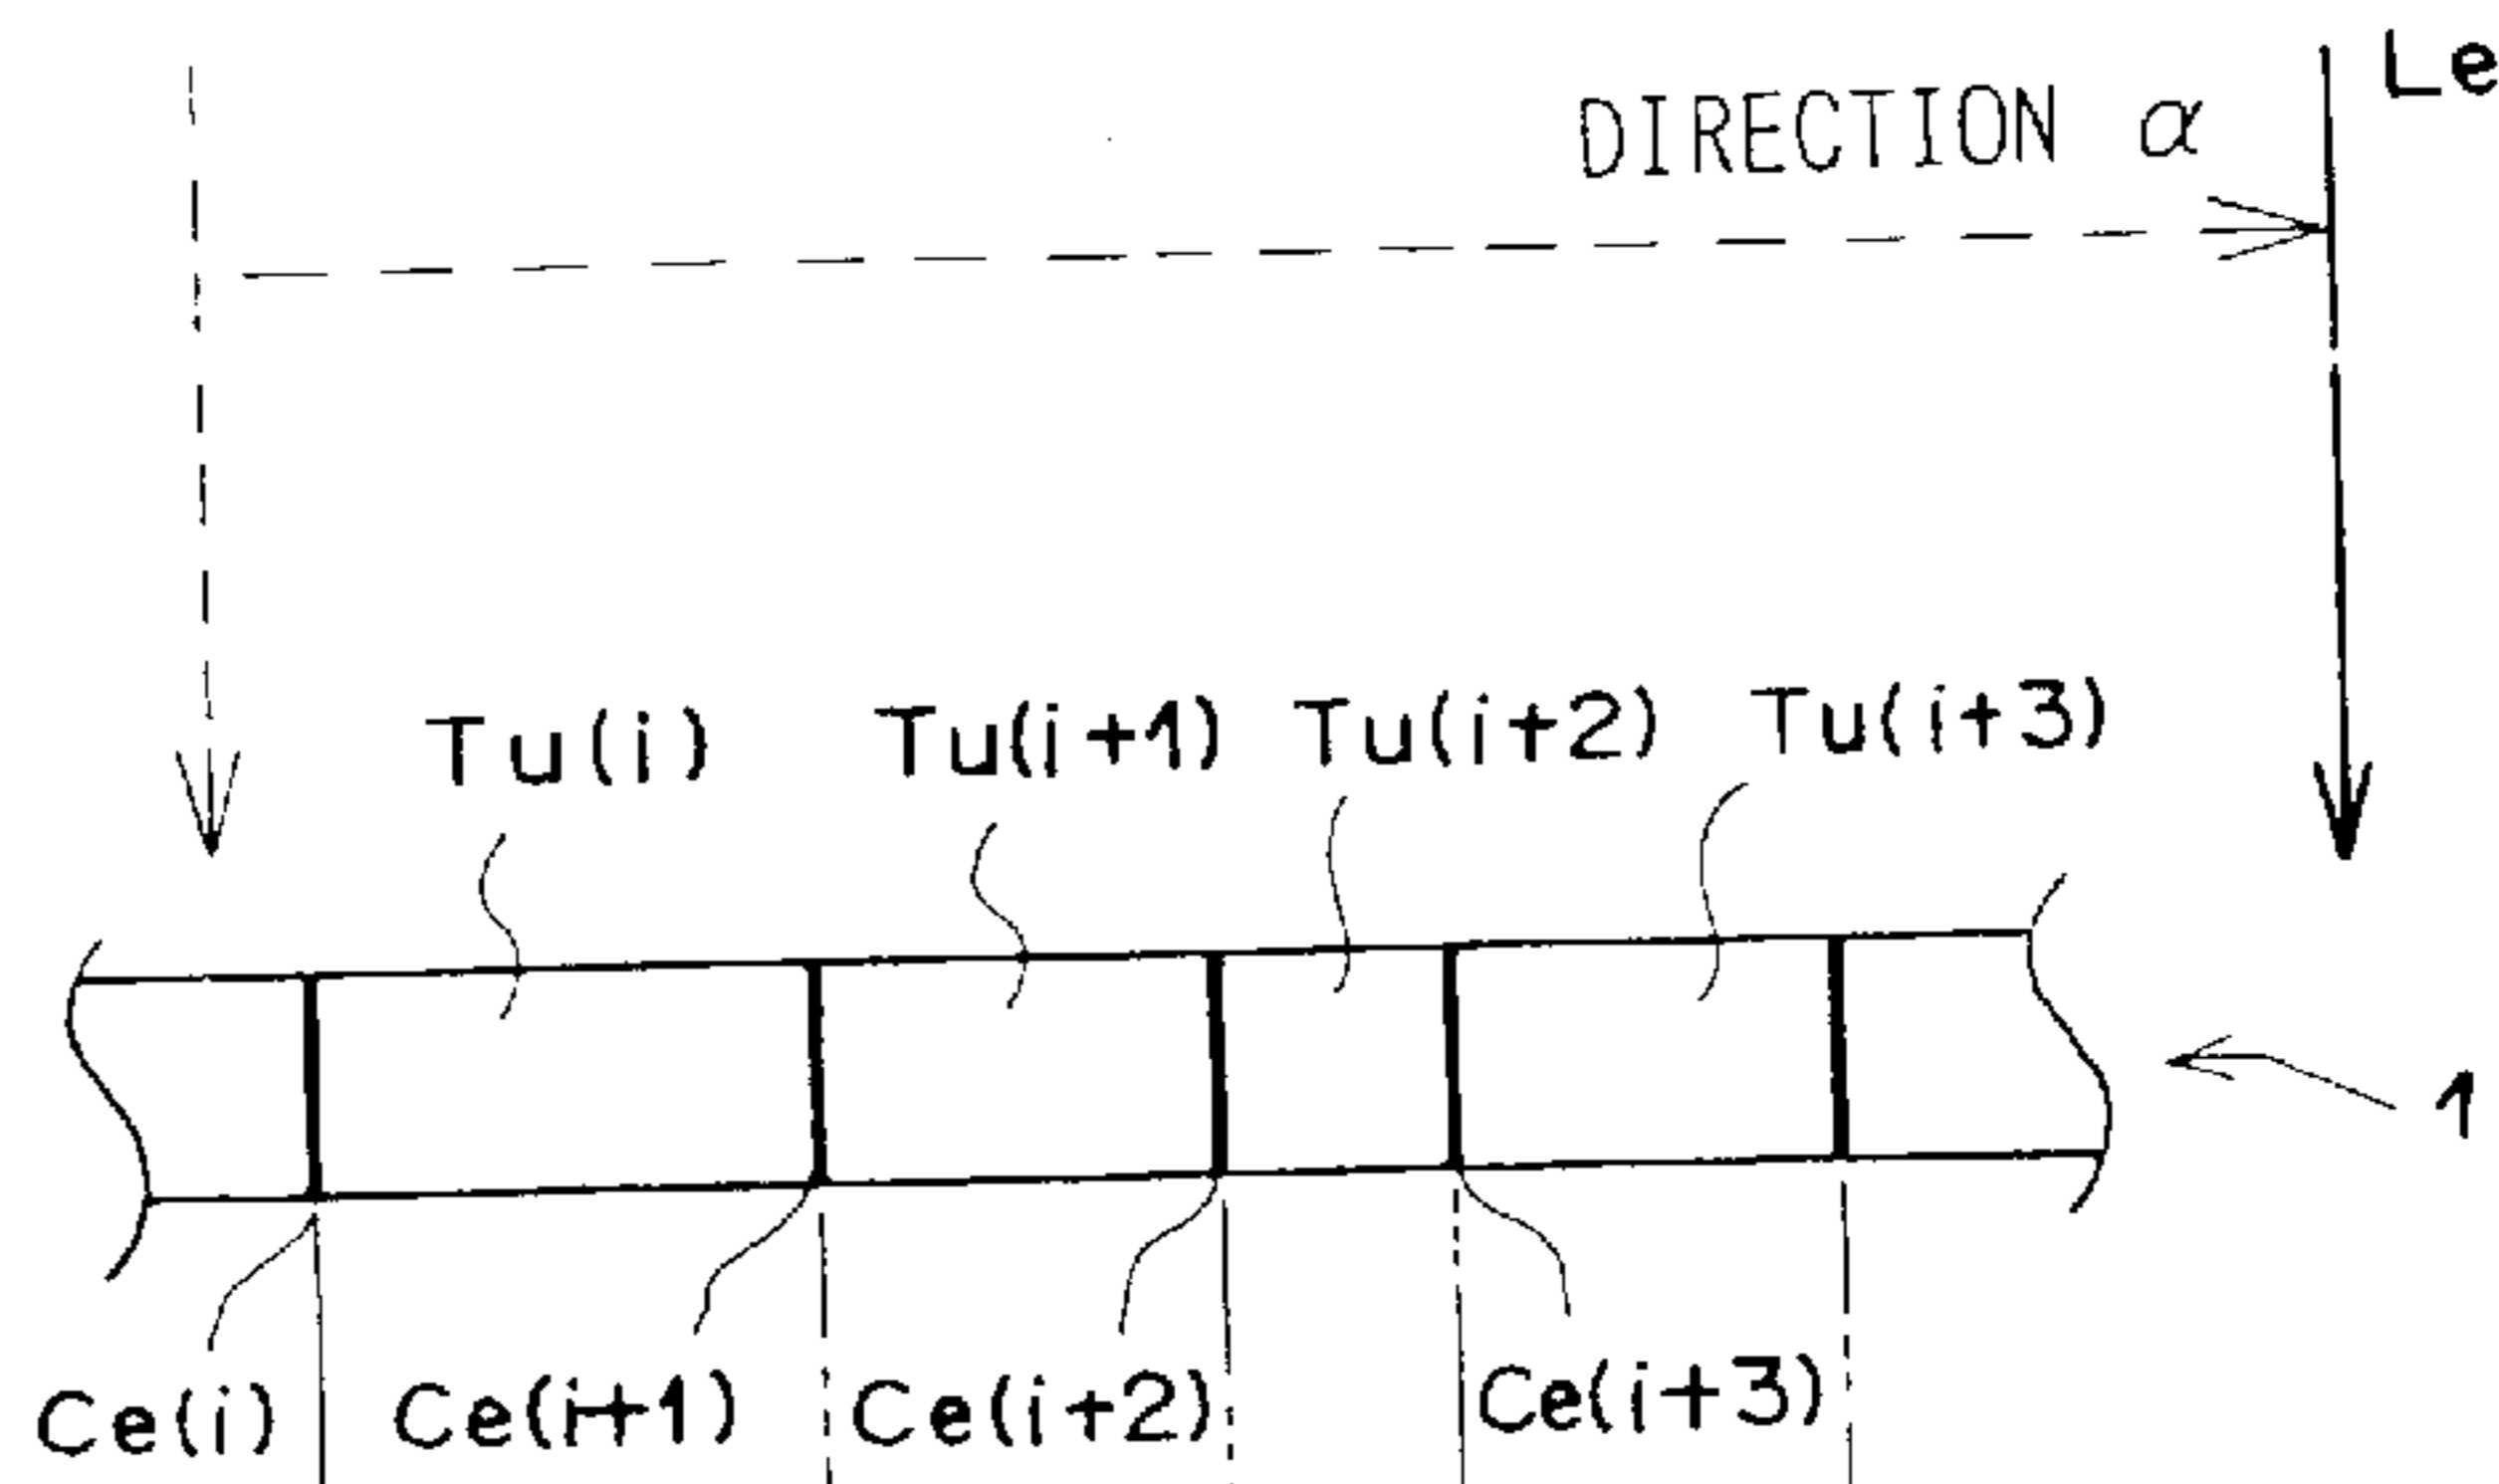 Le
DIRECTION α
Tu(i) Tu(i+1) Tu(i+2) Tu(i+3)
1
Ce(i) Ce(i+1) Ce(i+2) Ce(i+3)